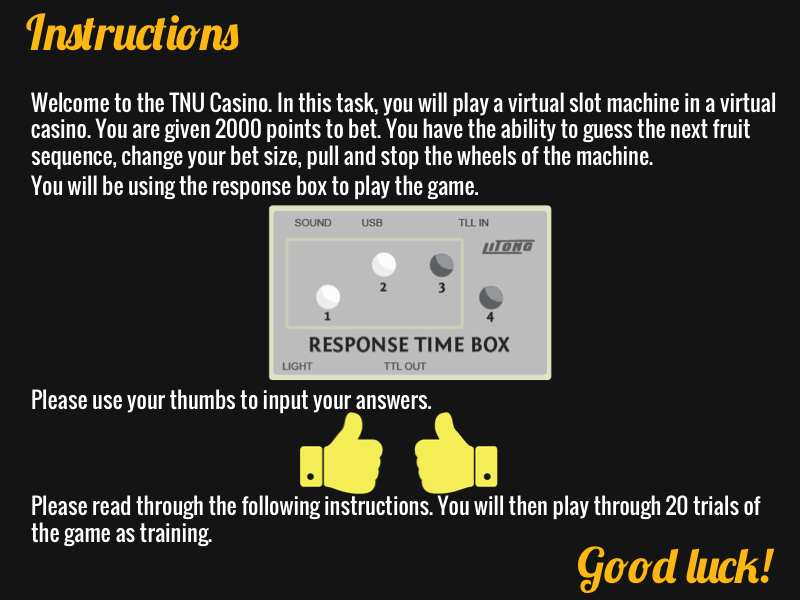 Instructions
Welcome to the TNU Casino. In this task, you will play a virtual slot machine in a virtual
casino. You are given 2000 points to bet. You have the ability to guess the next fruit
sequence, change your bet size, pull and stop the wheels of the machine.
You will be using the response box to play the game.
SOUND USB TLL IN
LITONG
2 3
1 4
RESPONSE TIME BOX
LIGHT TTL OUT
Please use your thumbs to input your answers.
Please read through the following instructions. You will then play through 20 trials of
the game as training.
Good luck!